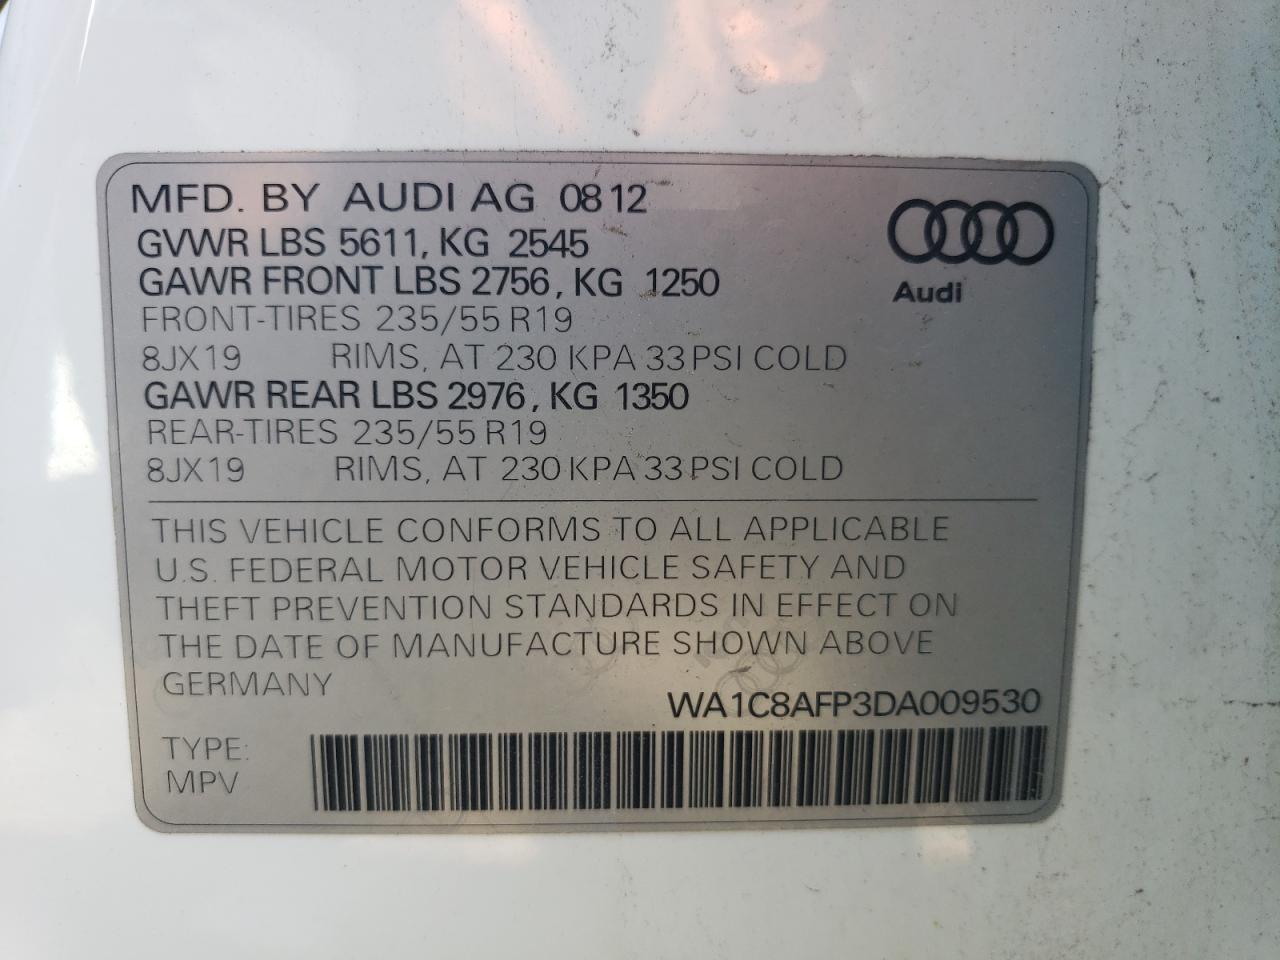 MFD. BY AUDI AG 08 12
GVWR LBS 5611, KG 2545
GAWR FRONT LBS 2756, KG 1250
FRONT-TIRES 235/55 R19
8JX19 RIMS, AT 230 KPA 33 PSI COLD
GAWR REAR LBS 2976, KG 1350
REAR-TIRES 235/55 R19
8JX19 RIMS, AT 230 KPA 33 PSI COLD
Audi
THIS VEHICLE CONFORMS TO ALL APPLICABLE
U.S. FEDERAL MOTOR VEHICLE SAFETY AND
THEFT PREVENTION STANDARDS IN EFFECT ON
THE DATE OF MANUFACTURE SHOWN ABOVE
GERMANY
WA1C8AFP3DA009530
TYPE:
MPV